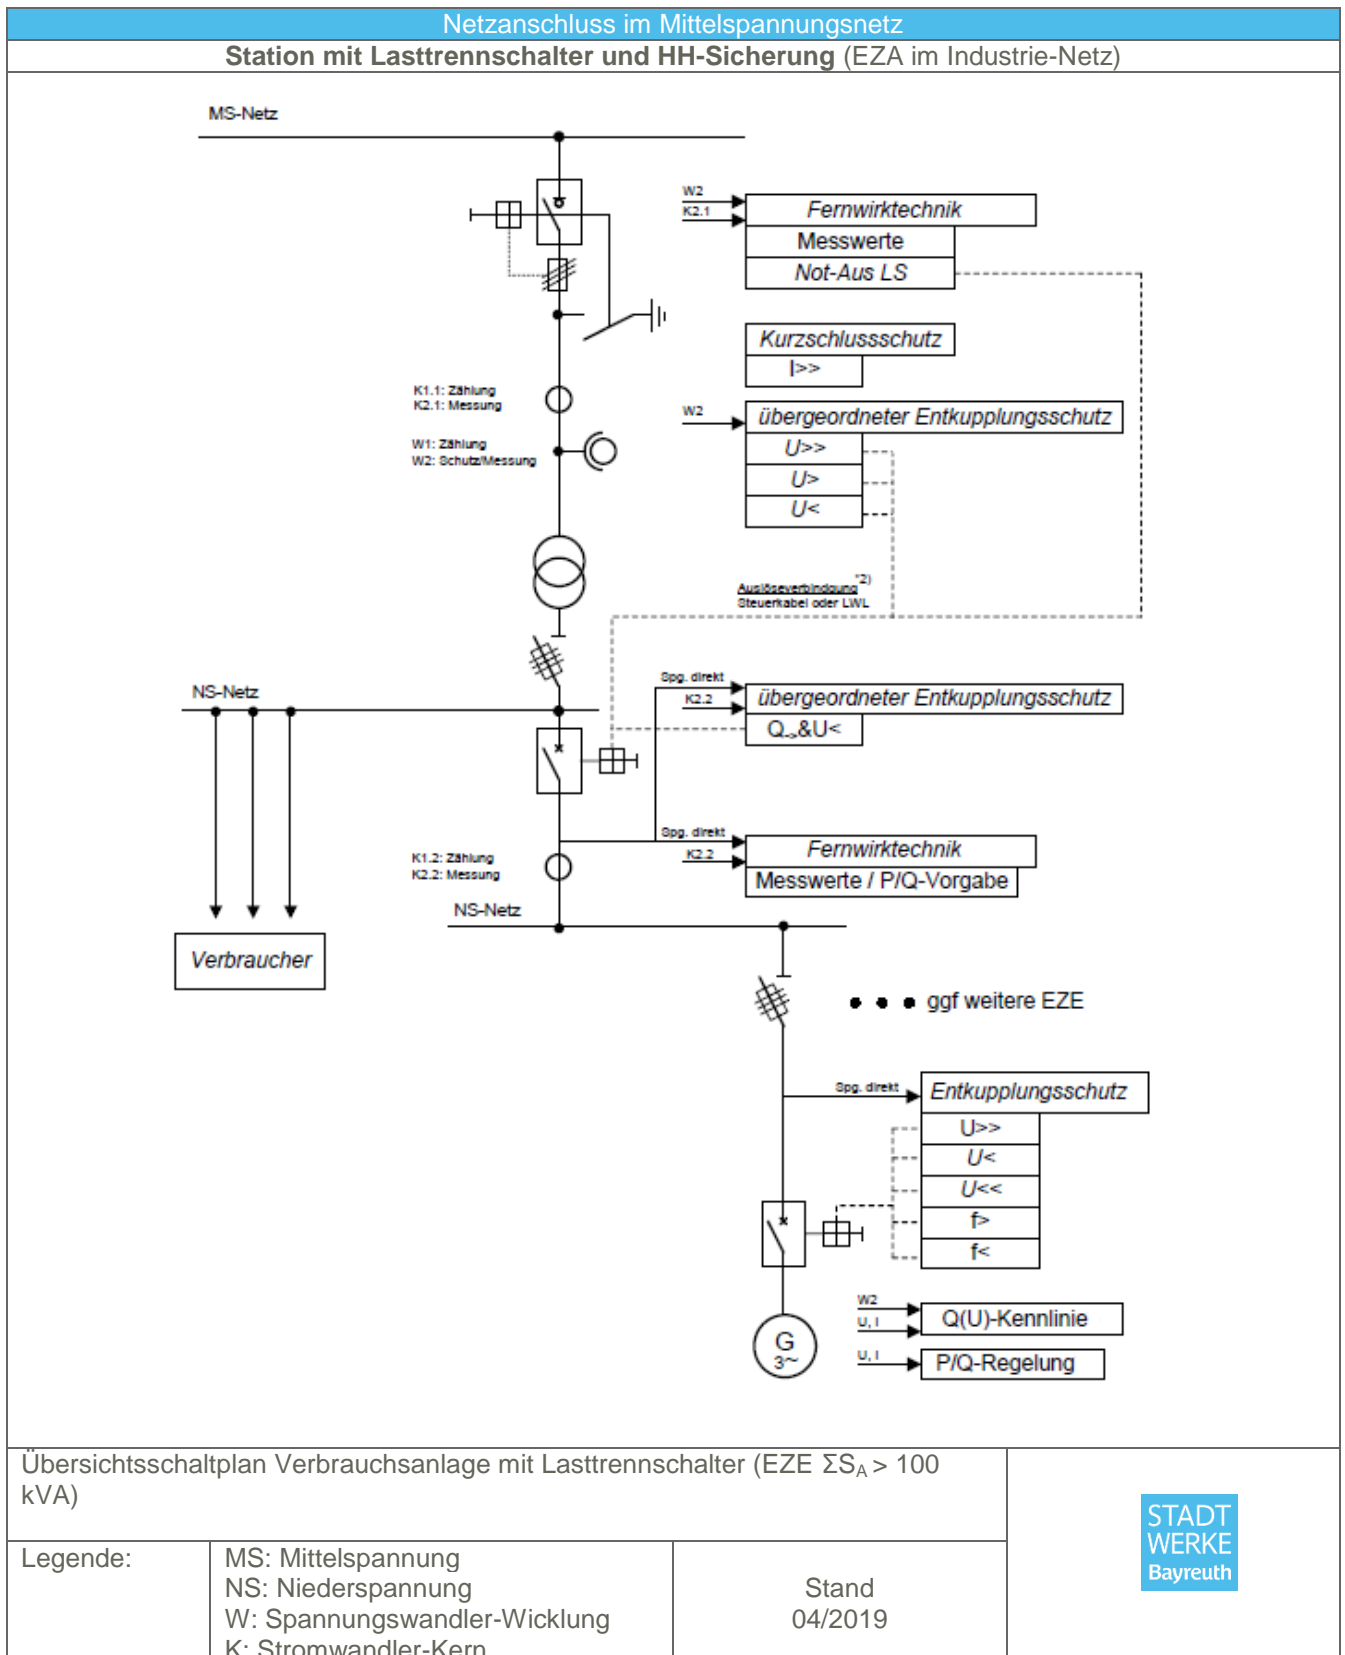 Netzanschluss im Mittelspannungsnetz
Station mit Lasttrennschalter und HH-Sicherung (EZA im Industrie-Netz)
MS-Netz
W2
K2.1
Fernwirktechnik
Messwerte
Not-Aus LS
Kurzschlussschutz
I>>
K1.1: Zählung
K2.1: Messung
W1: Zählung
W2: Schutz/Messung
W2
übergeordneter Entkupplungsschutz
U>>
U>
U<
Auslöseverbindung*2)
Steuerkabel oder LWL
NS-Netz
Spg. direkt
K2.2
übergeordneter Entkupplungsschutz
Q->&U<
Spg. direkt
K2.2
Fernwirktechnik
Messwerte / P/Q-Vorgabe
K1.2: Zählung
K2.2: Messung
NS-Netz
Verbraucher
ggf weitere EZE
Spg. direkt
Entkupplungsschutz
U>>
U<
U<<
f>
f<
G
3~
W2
U, I
Q(U)-Kennlinie
U, I
P/Q-Regelung
Übersichtsschaltplan Verbrauchsanlage mit Lasttrennschalter (EZE ΣSA > 100
kVA)
Legende:
MS: Mittelspannung
NS: Niederspannung
W: Spannungswandler-Wicklung
K: Stromwandler-Kern
Stand
04/2019
STADT
WERKE
Bayreuth